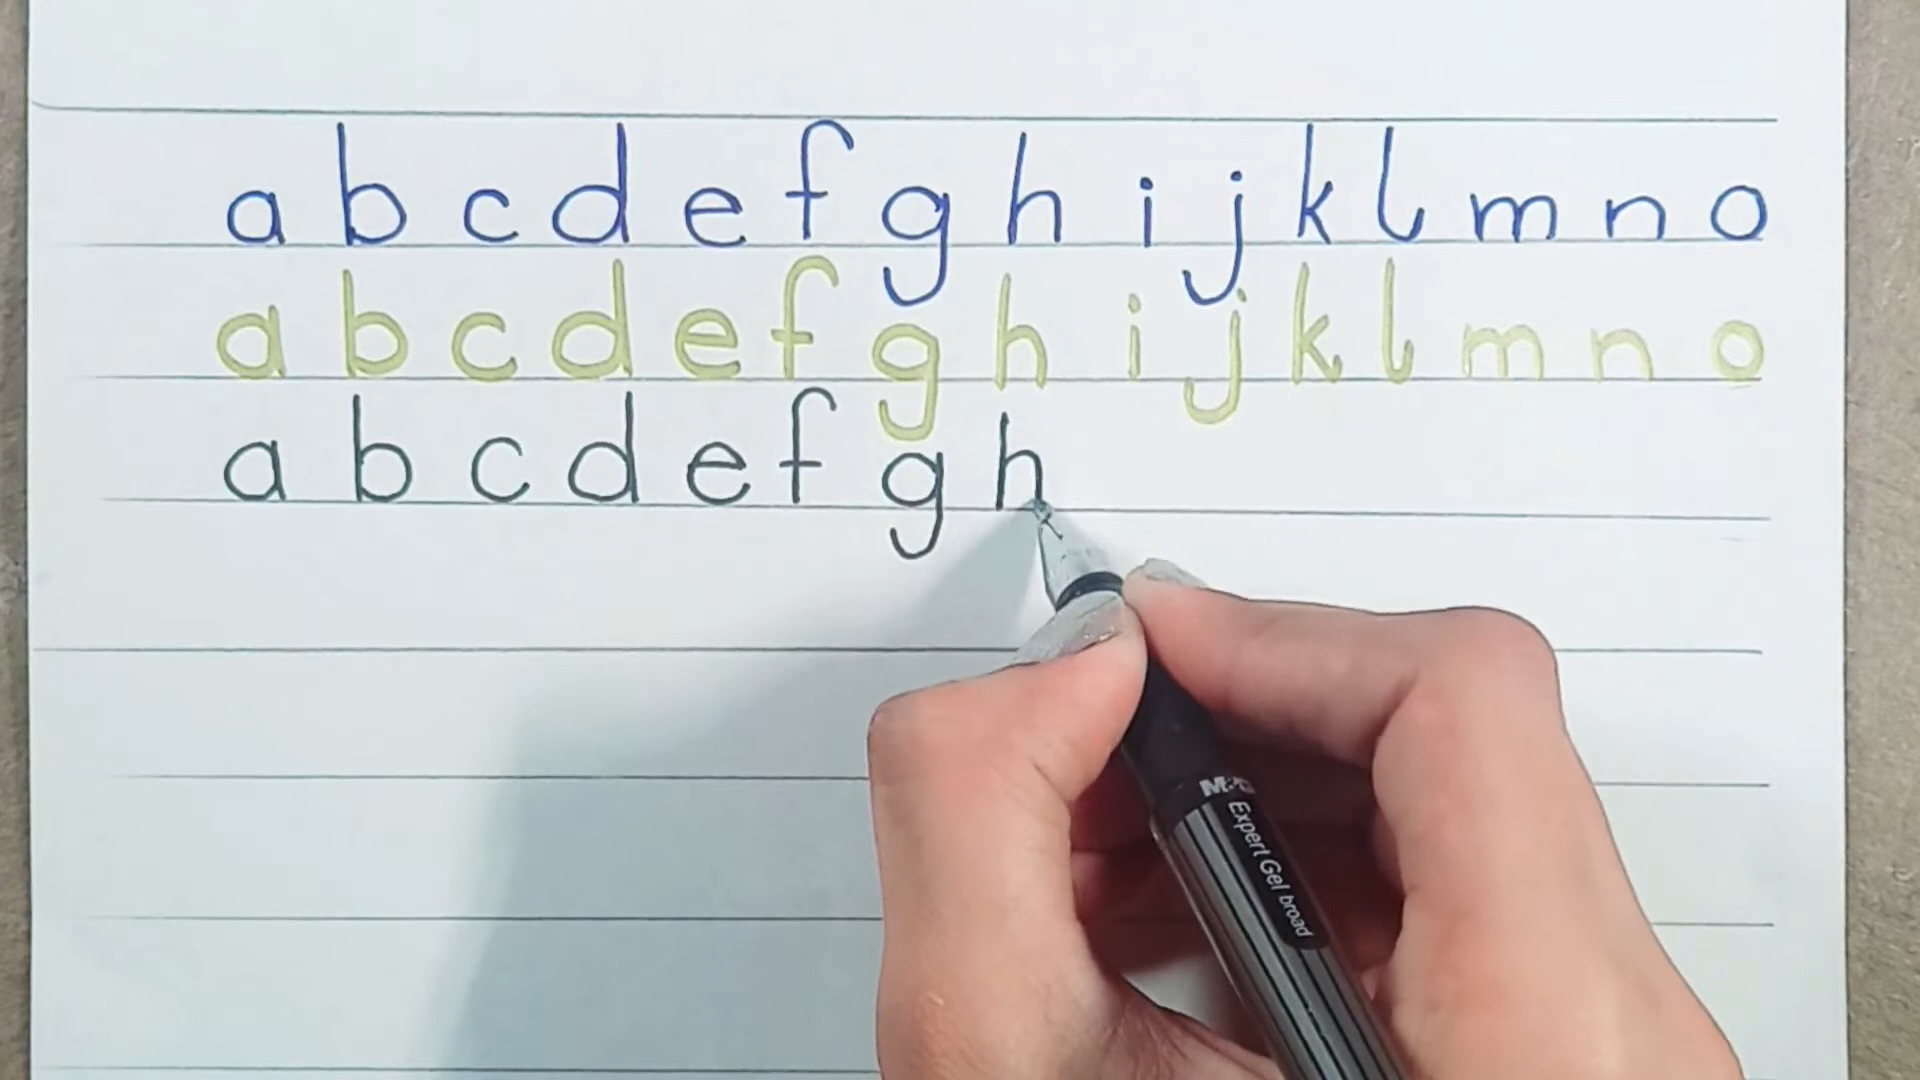 a b c d e f g h i j k l m n o
a b c d e f g h i j k l m n o
a b c d e f g h
Expert Gel broad